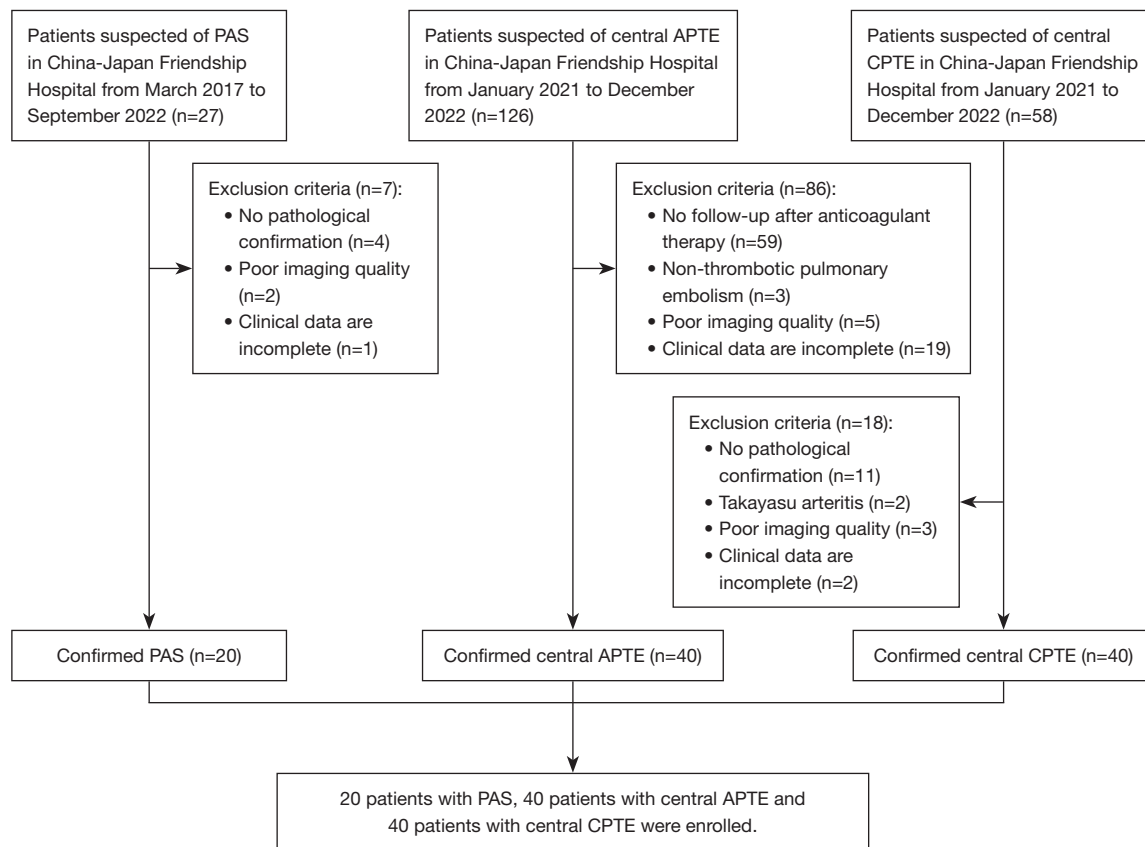 Patients suspected of PAS
in China-Japan Friendship
Hospital from March 2017 to
September 2022 (n=27)
Patients suspected of central APTE
in China-Japan Friendship Hospital
from January 2021 to December
2022 (n=126)
Patients suspected of central
CPTE in China-Japan Friendship
Hospital from January 2021 to
December 2022 (n=58)
Exclusion criteria (n=7):
• No pathological
confirmation (n=4)
• Poor imaging quality
(n=2)
• Clinical data are
incomplete (n=1)
Exclusion criteria (n=86):
• No follow-up after anticoagulant
therapy (n=59)
• Non-thrombotic pulmonary
embolism (n=3)
• Poor imaging quality (n=5)
• Clinical data are incomplete (n=19)
Exclusion criteria (n=18):
• No pathological
confirmation (n=11)
• Takayasu arteritis (n=2)
• Poor imaging quality (n=3)
• Clinical data are
incomplete (n=2)
Confirmed PAS (n=20)
Confirmed central APTE (n=40)
Confirmed central CPTE (n=40)
20 patients with PAS, 40 patients with central APTE and
40 patients with central CPTE were enrolled.